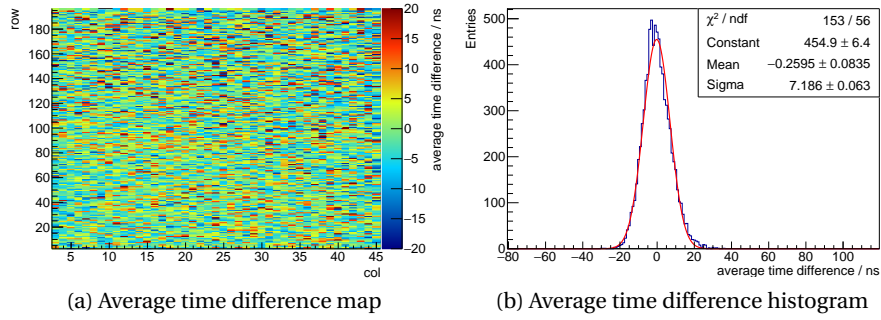 row
180
160
140
120
100
80
60
40
20
5 10 15 20 25 30 35 40 45
col
20
15
10
5
0
−5
−10
−15
−20
average time difference / ns
(a) Average time difference map
Entries
500
400
300
200
100
0
−80 −60 −40 −20 0 20 40 60 80 100
average time difference / ns
χ² / ndf 153 / 56
Constant 454.9 ± 6.4
Mean −0.2595 ± 0.0835
Sigma 7.186 ± 0.063
(b) Average time difference histogram